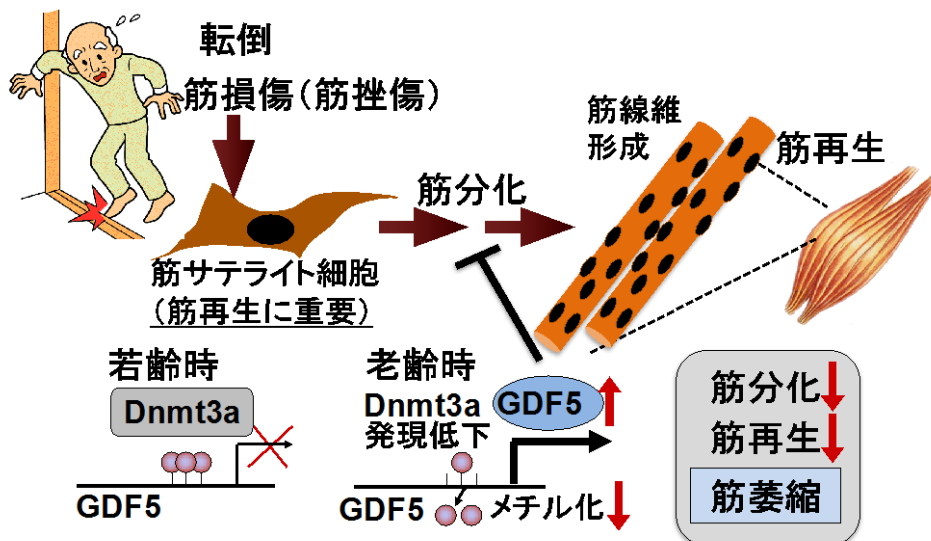 転倒
筋損傷(筋挫傷)
筋分化
筋線維
形成
筋再生
筋サテライト細胞
(筋再生に重要)
若齢時
Dnmt3a
GDF5
老齢時
Dnmt3a
発現低下
GDF5
GDF5
メチル化
筋分化
筋再生
筋萎縮